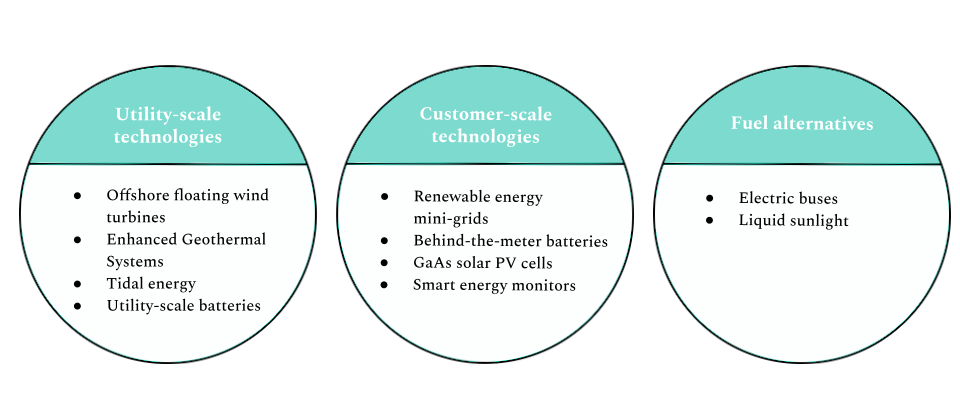 Utility-scale
technologies
● Offshore floating wind
turbines
● Enhanced Geothermal
Systems
● Tidal energy
● Utility-scale batteries
Customer-scale
technologies
● Renewable energy
mini-grids
● Behind-the-meter batteries
● GaAs solar PV cells
● Smart energy monitors
Fuel alternatives
● Electric buses
● Liquid sunlight